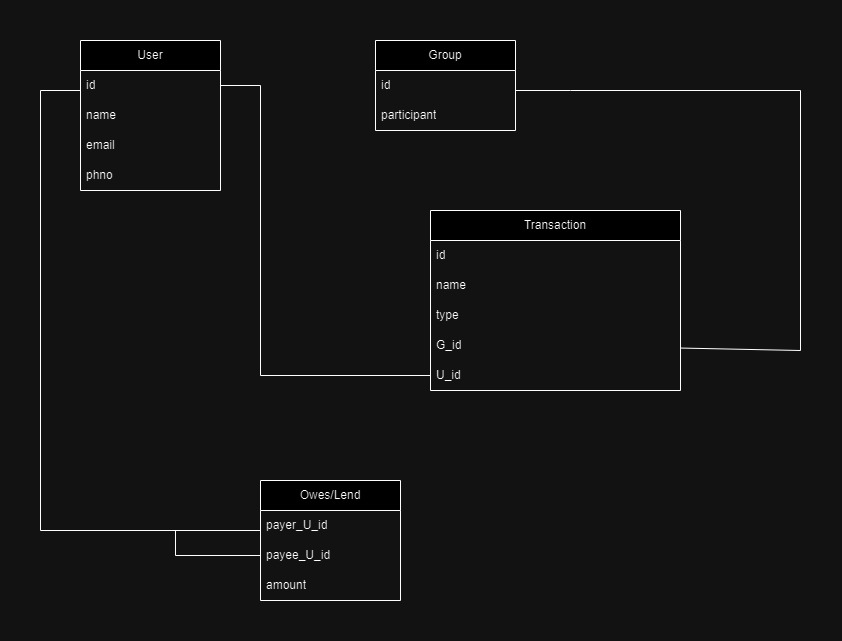 User
id
name
email
phno
Group
id
participant
Transaction
id
name
type
G_id
U_id
Owes/Lend
payer_U_id
payee_U_id
amount